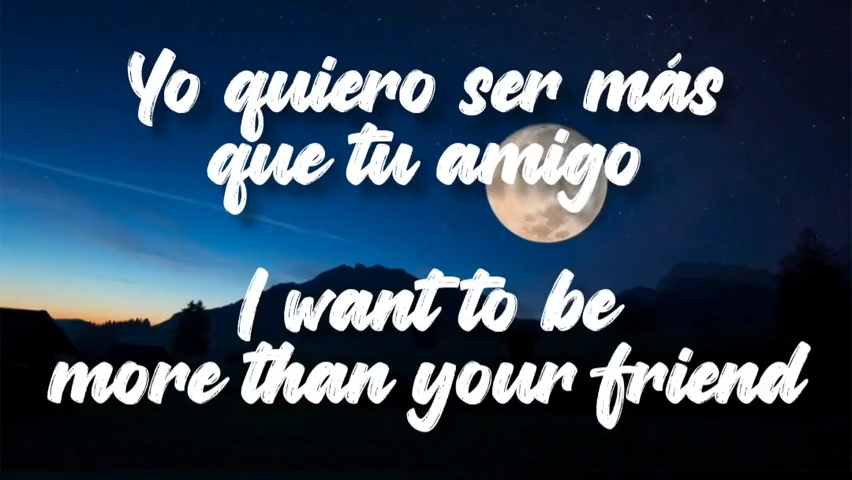 Yo quiero ser más
que tu amigo
I want to be
more than your friend